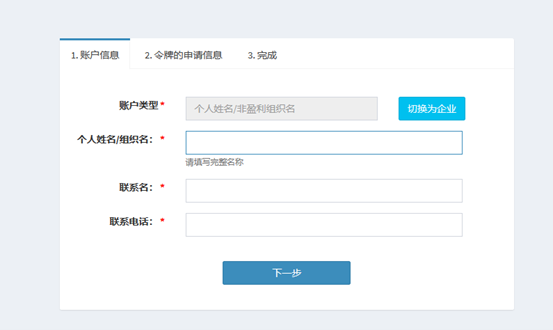 1. 账户信息 2. 令牌的申请信息 3. 完成
账户类型 * 个人姓名/非盈利组织名 切换为企业
个人姓名/组织名： *
请填写完整名称
联系名： *
联系电话： *
下一步